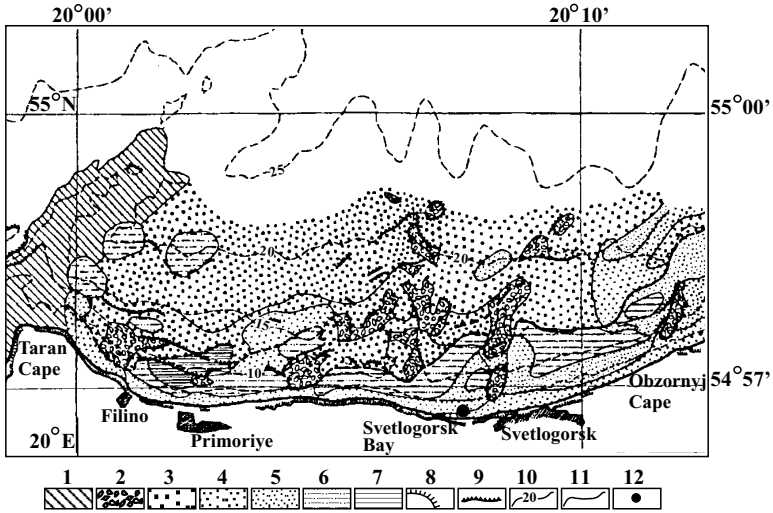 20°00' 20°10'
55°N 55°00'
25
20
20
15
10
Taran
Cape
Obzornyj
Cape
54°57'
Filino
Primoriye
Svetlogorsk
Bay
Svetlogorsk
20°E
1 2 3 4 5 6 7 8 9 10 11 12
20